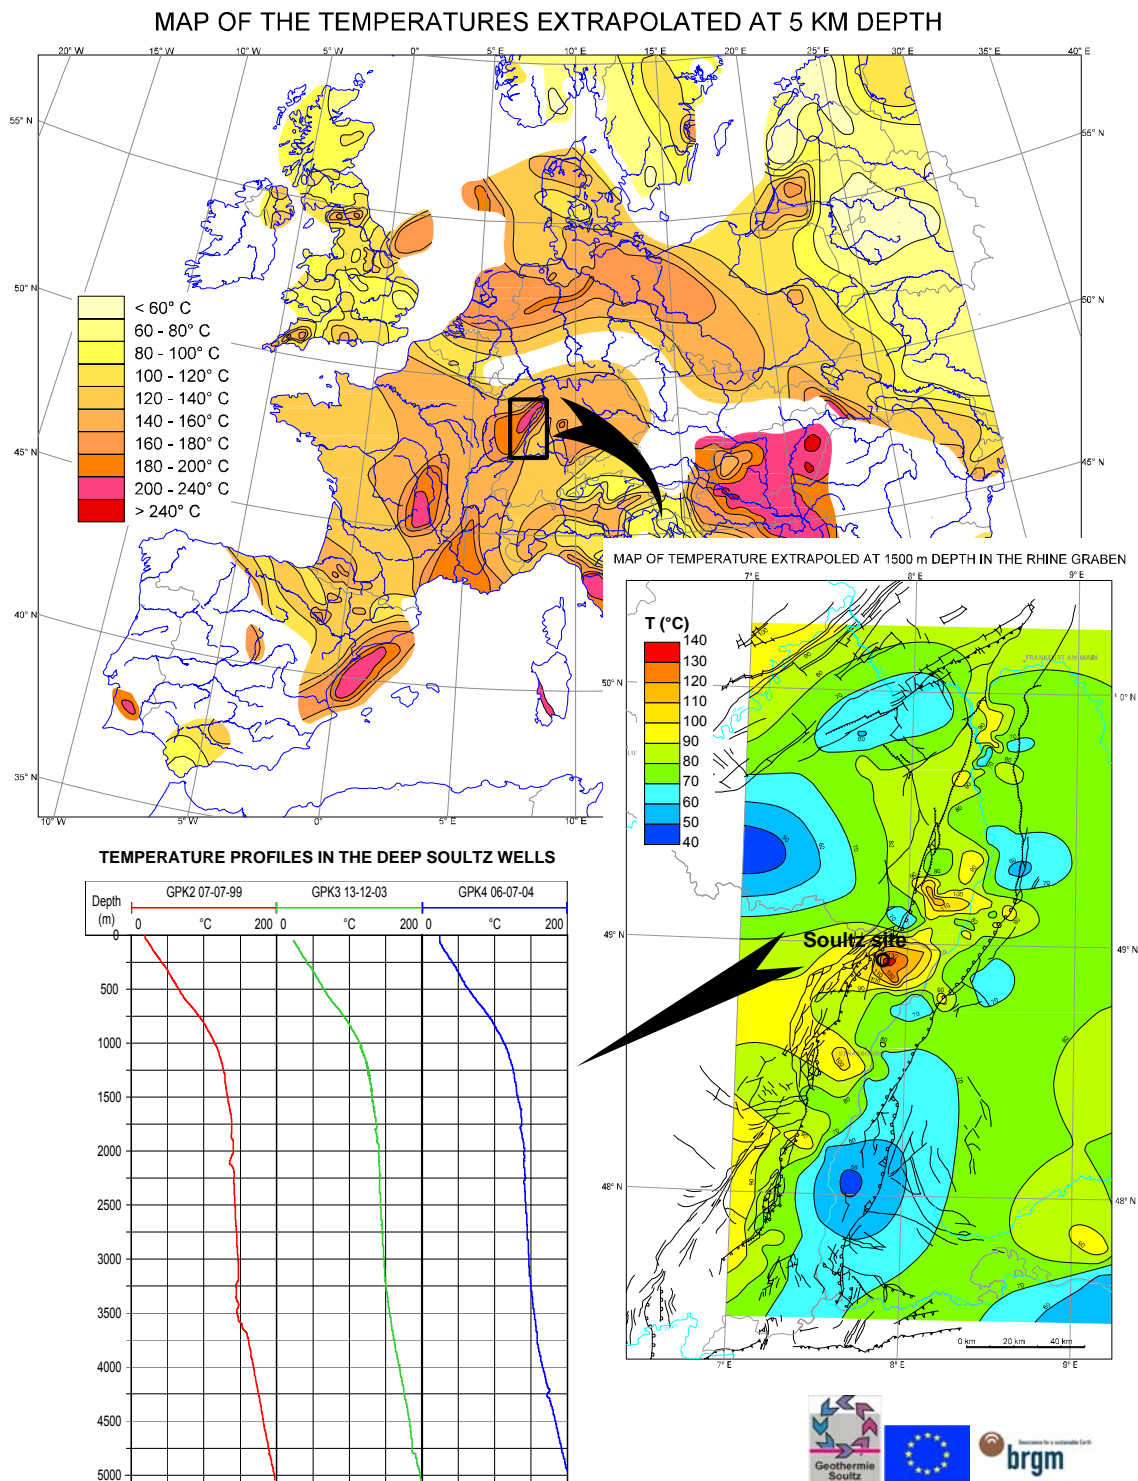 MAP OF THE TEMPERATURES EXTRAPOLATED AT 5 KM DEPTH
20° W 15° W 10° W 5° W 0° 5° E 10° E 15° E 20° E 25° E 30° E 35° E 40° E
55° N
55° N
50° N
50° N
45° N
45° N
40° N
35° N
10°W 5°W 0° 5°E 10°E
< 60° C
60 - 80° C
80 - 100° C
100 - 120° C
120 - 140° C
140 - 160° C
160 - 180° C
180 - 200° C
200 - 240° C
> 240° C
MAP OF TEMPERATURE EXTRAPOLED AT 1500 m DEPTH IN THE RHINE GRABEN
7° E 8° E 9° E
T (°C)
140
130
120
110
100
90
80
70
60
50
40
FRANKFURT AM MAIN
50° N
49° N
49° N
48° N
48° N
Soultz site
0 km 20 km 40 km
7° E 8° E 9° E
TEMPERATURE PROFILES IN THE DEEP SOULTZ WELLS
Depth
(m)
GPK2 07-07-99 GPK3 13-12-03 GPK4 06-07-04
0 °C 200 0 °C 200 0 °C 200
0
500
1000
1500
2000
2500
3000
3500
4000
4500
5000
Geothermie
Soultz
Geoscience for a sustainable Earth
brgm